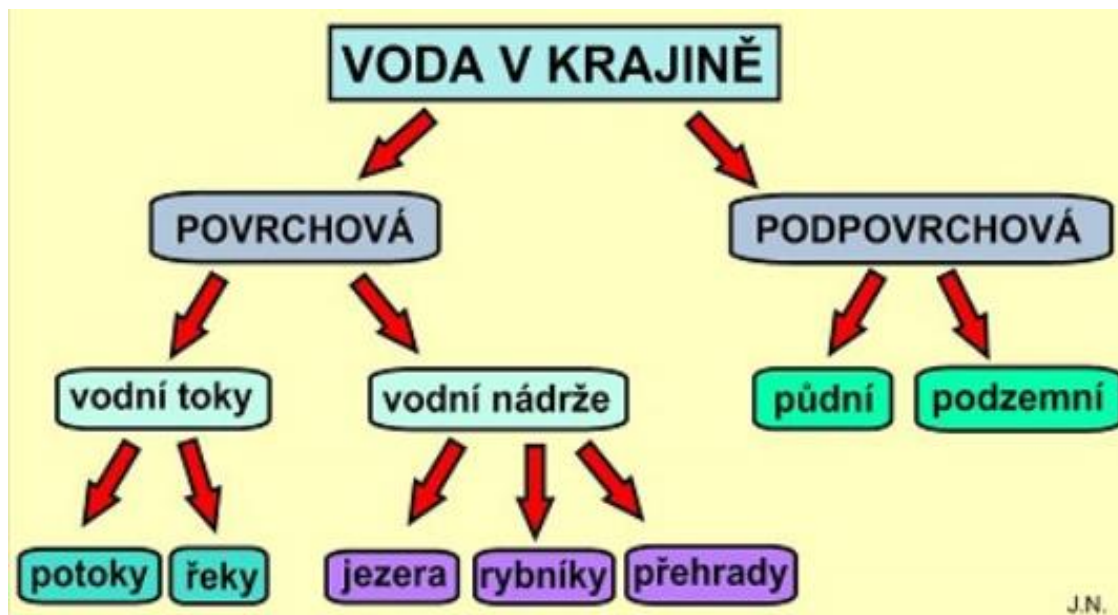 VODA V KRAJINĚ
POVRCHOVÁ
PODPOVRCHOVÁ
vodní toky
vodní nádrže
půdní
podzemní
potoky
řeky
jezera
rybníky
přehrady
J.N.